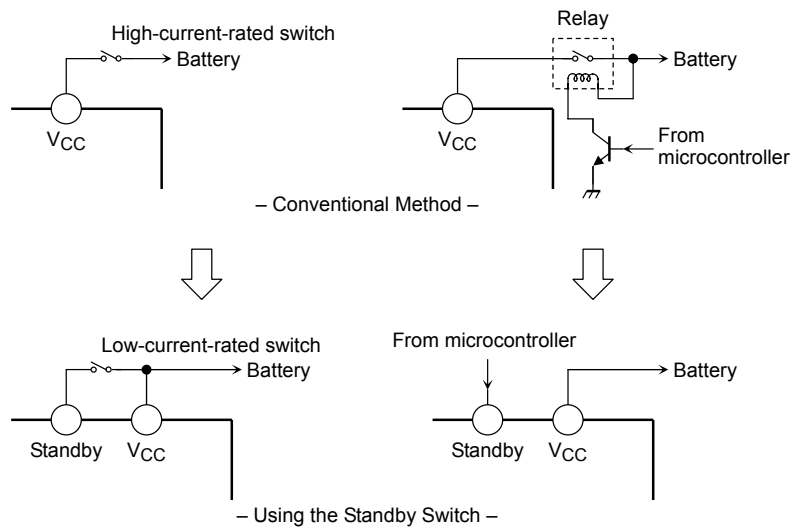 High-current-rated switch
Battery
VCC
Relay
Battery
VCC
From
microcontroller
– Conventional Method –
Low-current-rated switch
Battery
Standby
VCC
From microcontroller
Battery
Standby
VCC
– Using the Standby Switch –